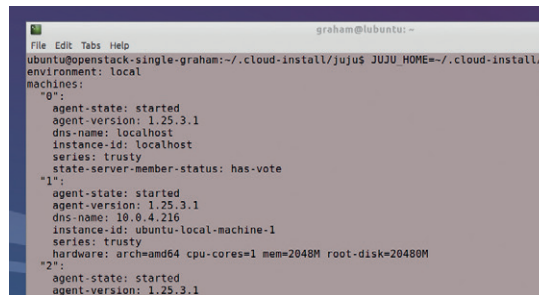 graham@lubuntu: ~
File Edit Tabs Help
ubuntu@openstack-single-graham:~/.cloud-install/juju$ JUJU_HOME=~/.cloud-install/
environment: local
machines:
  "0":
    agent-state: started
    agent-version: 1.25.3.1
    dns-name: localhost
    instance-id: localhost
    series: trusty
    state-server-member-status: has-vote
  "1":
    agent-state: started
    agent-version: 1.25.3.1
    dns-name: 10.0.4.216
    instance-id: ubuntu-local-machine-1
    series: trusty
    hardware: arch=amd64 cpu-cores=1 mem=2048M root-disk=20480M
  "2":
    agent-state: started
    agent-version: 1.25.3.1